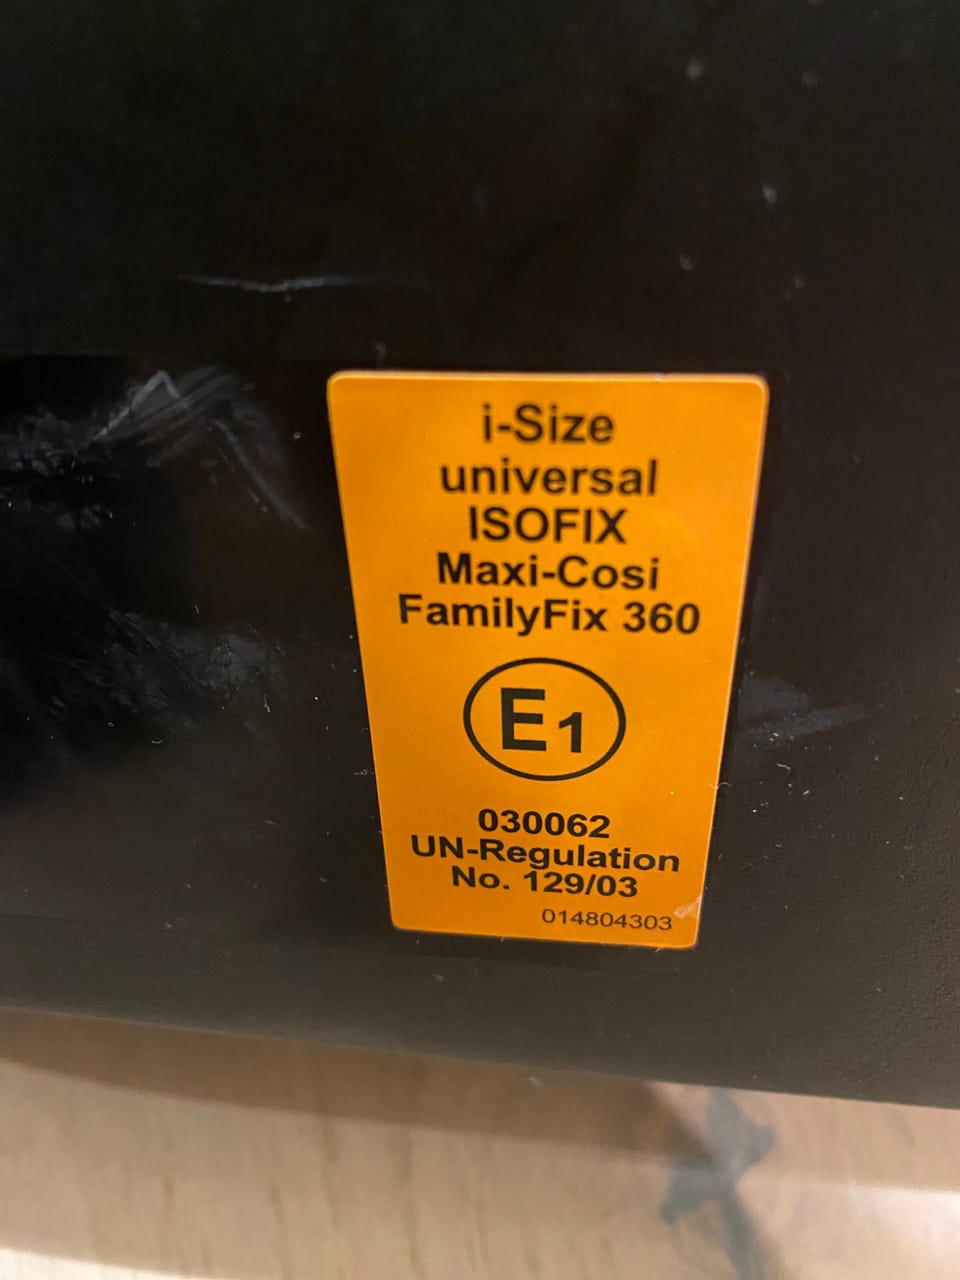 i-Size
universal
ISOFIX
Maxi-Cosi
FamilyFix 360
E1
030062
UN-Regulation
No. 129/03
014804303